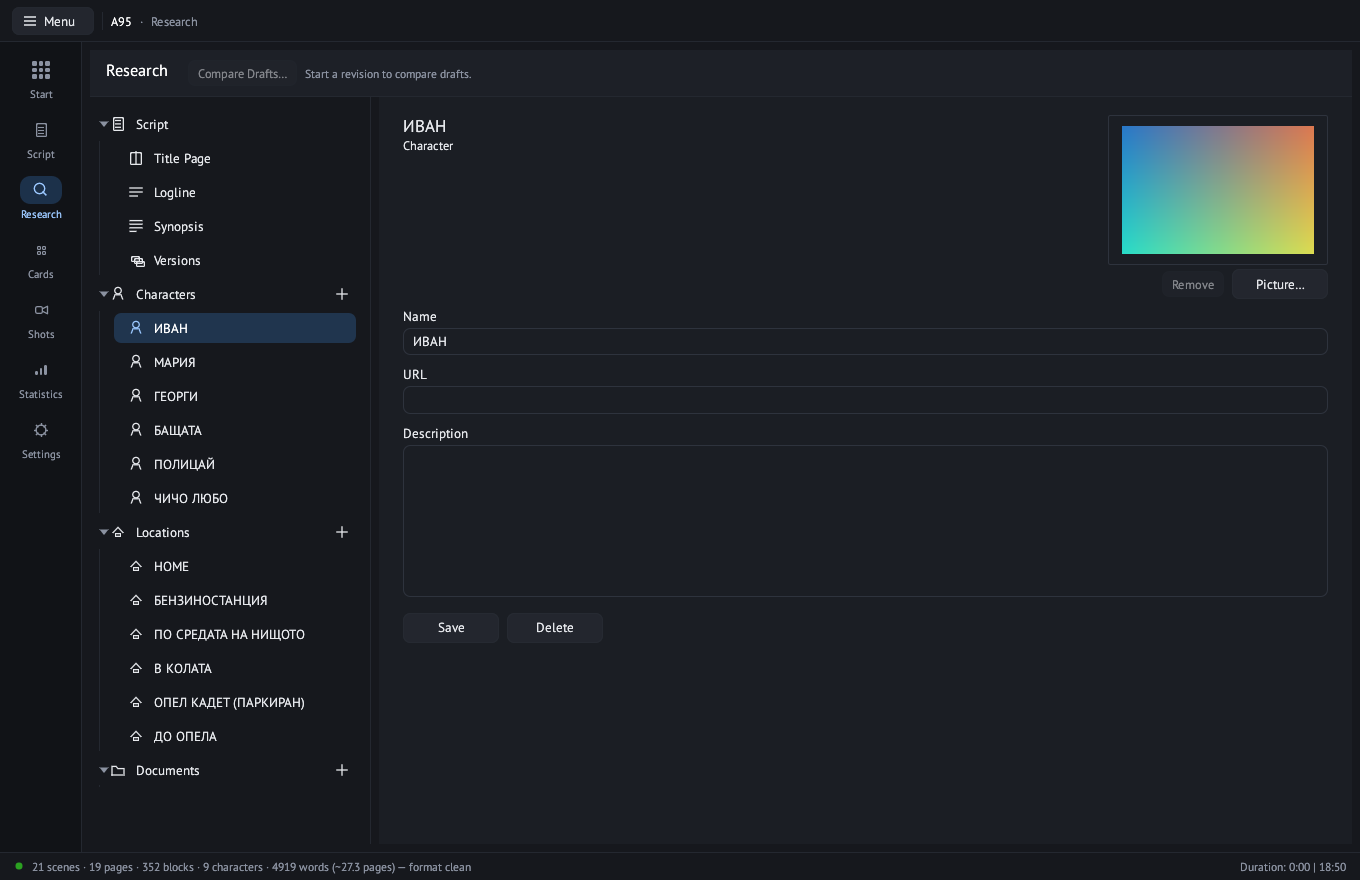 Menu
A95 · Research
Start
Script
Research
Cards
Shots
Statistics
Settings
Research
Compare Drafts...
Start a revision to compare drafts.
Script
Title Page
Logline
Synopsis
Versions
Characters
ИВАН
МАРИЯ
ГЕОРГИ
БАЩАТА
ПОЛИЦАЙ
ЧИЧО ЛЮБО
Locations
HOME
БЕНЗИНОСТАНЦИЯ
ПО СРЕДАТА НА НИЩОТО
В КОЛАТА
ОПЕЛ КАДЕТ (ПАРКИРАН)
ДО ОПЕЛА
Documents
ИВАН
Character
Remove
Picture...
Name
ИВАН
URL
Description
Save
Delete
21 scenes · 19 pages · 352 blocks · 9 characters · 4919 words (~27.3 pages) — format clean
Duration: 0:00 | 18:50